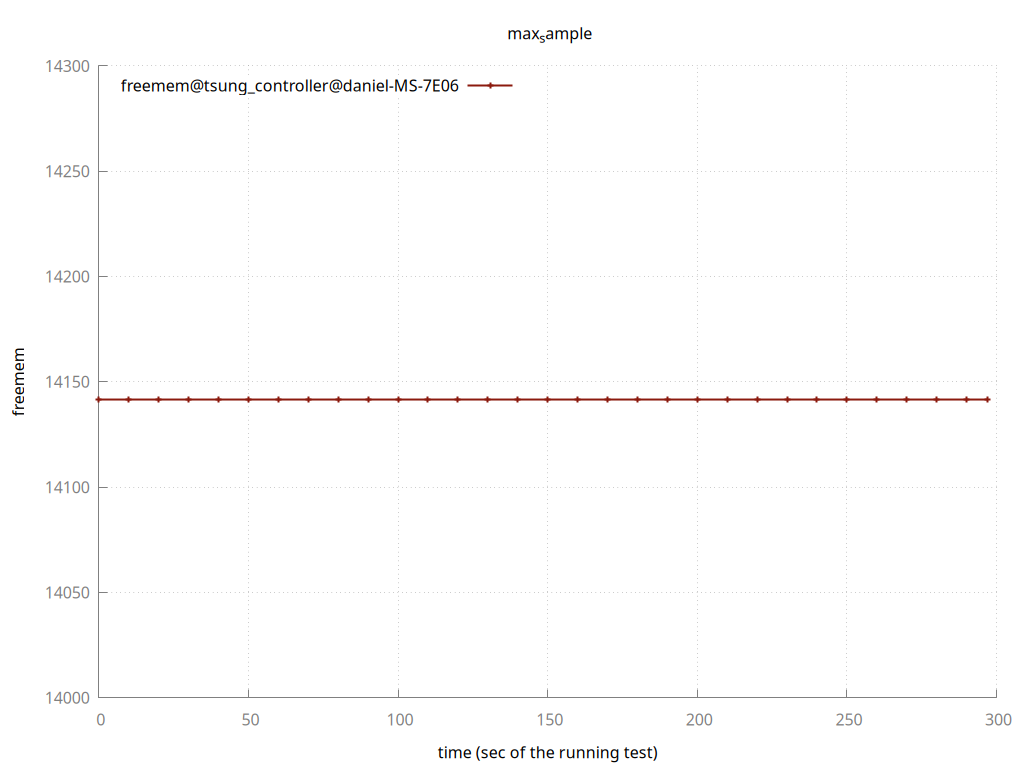 max_sample
14300
freemem@tsung_controller@daniel-MS-7E06
14250
14200
14150
freemem
14100
14050
14000
0 50 100 150 200 250 300
time (sec of the running test)